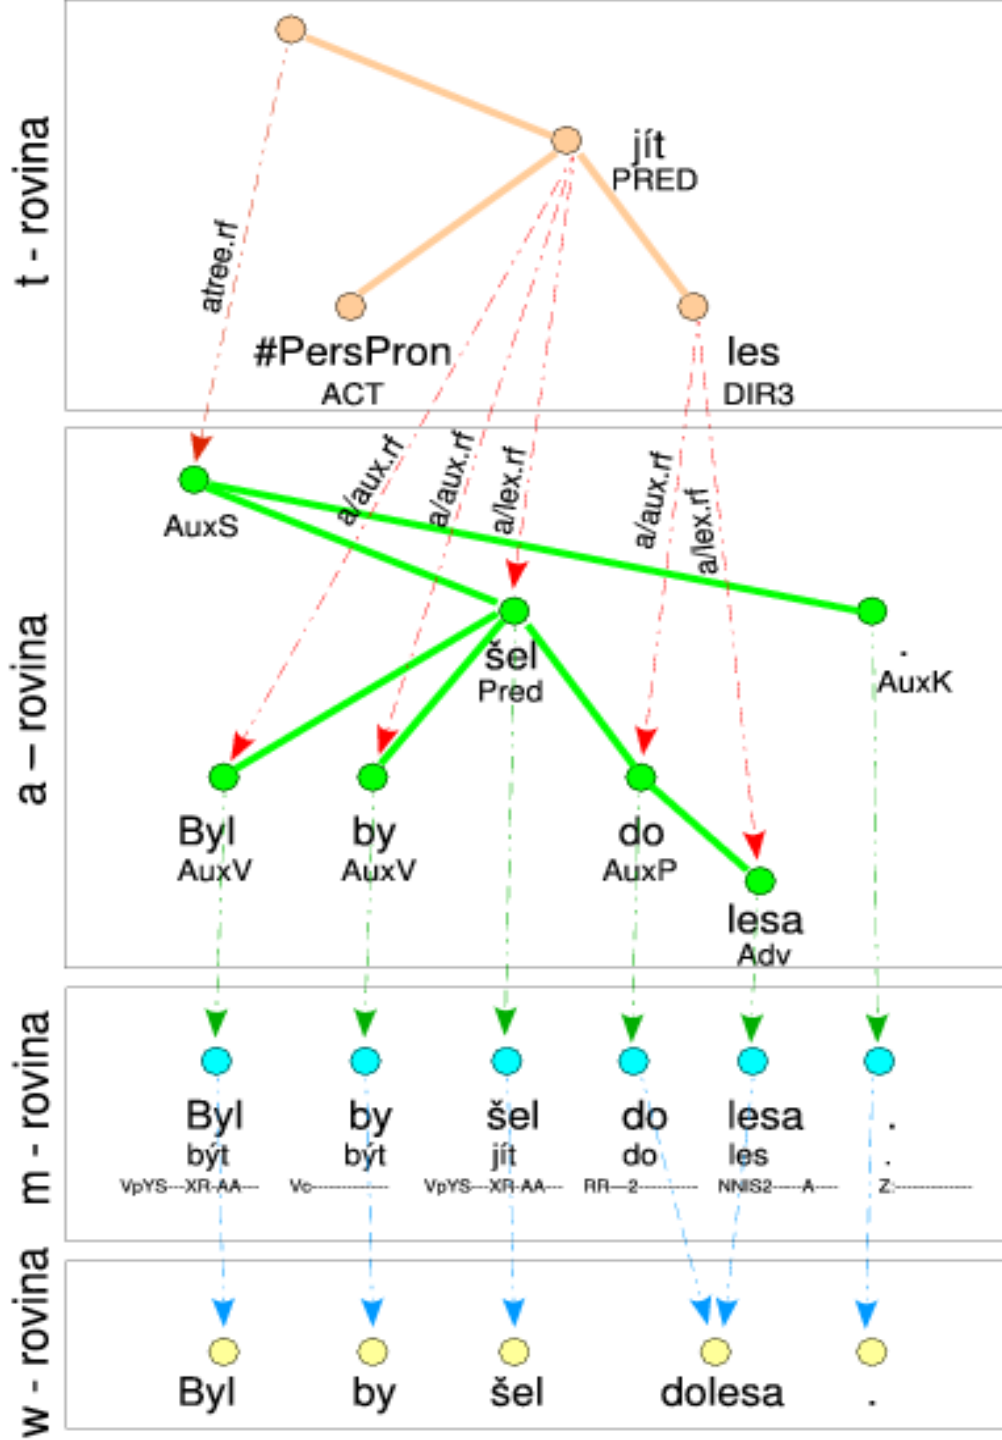 t - rovina
jít
PRED
atree.rf
#PersPron
ACT
les
DIR3
a – rovina
a/aux.rf
a/aux.rf
a/lex.rf
a/aux.rf
a/lex.rf
AuxS
šel
Pred
.
AuxK
Byl
AuxV
by
AuxV
do
AuxP
lesa
Adv
m - rovina
Byl by šel do lesa .
být být jít do les .
VpYS---XR-AA--- Vc------------- VpYS---XR-AA--- RR--2---------- NNIS2-----A---- Z:-------------
w - rovina
Byl by šel dolesa .